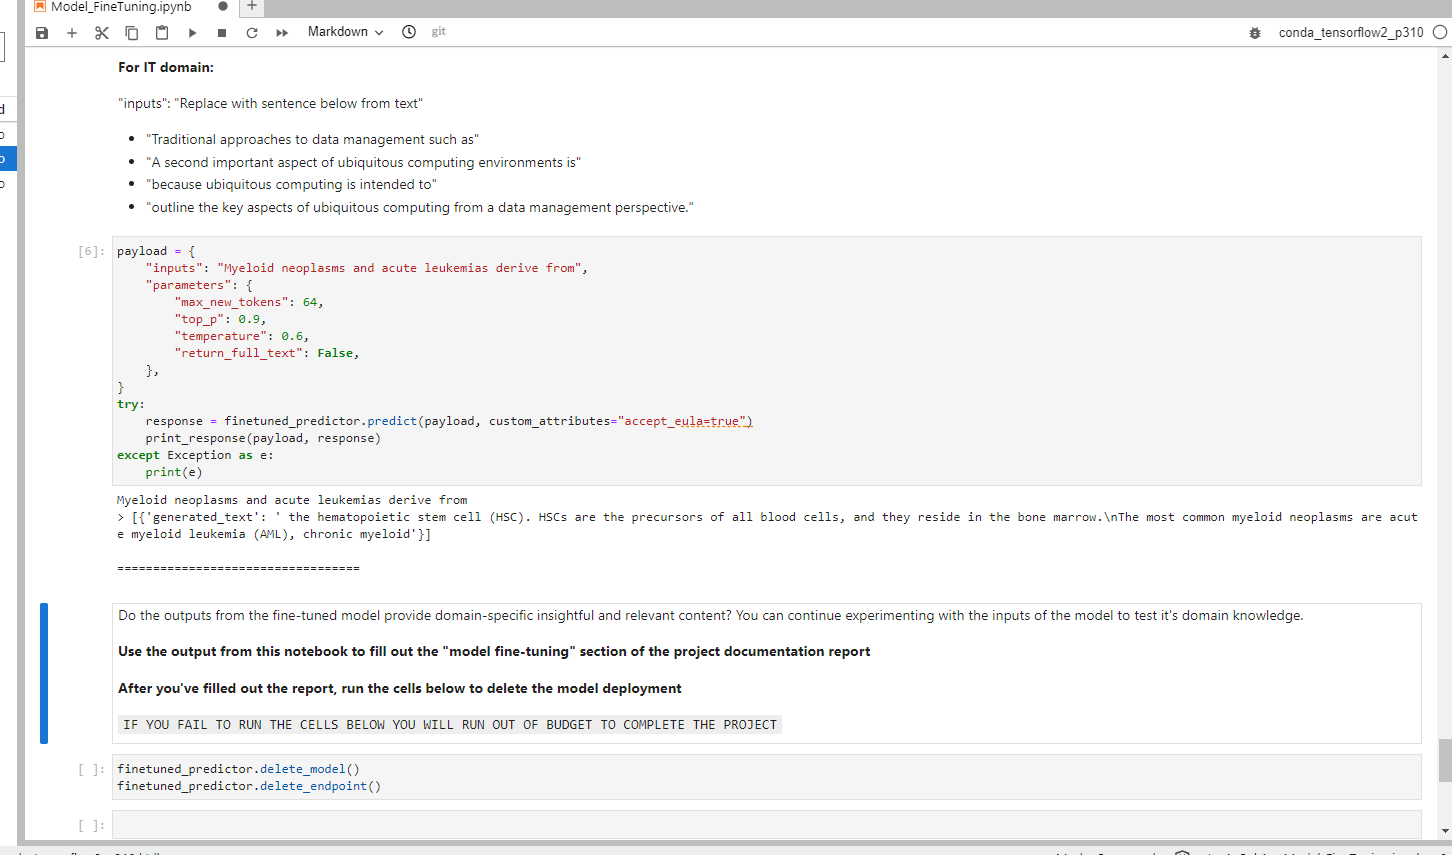 Model_FineTuning.ipynb
Markdown
git
conda_tensorflow2_p310
For IT domain:
"inputs": "Replace with sentence below from text"
• "Traditional approaches to data management such as"
• "A second important aspect of ubiquitous computing environments is"
• "because ubiquitous computing is intended to"
• "outline the key aspects of ubiquitous computing from a data management perspective."
[6]:
payload = {
    "inputs": "Myeloid neoplasms and acute leukemias derive from",
    "parameters": {
        "max_new_tokens": 64,
        "top_p": 0.9,
        "temperature": 0.6,
        "return_full_text": False,
    },
}
try:
    response = finetuned_predictor.predict(payload, custom_attributes="accept_eula=true")
    print_response(payload, response)
except Exception as e:
    print(e)
Myeloid neoplasms and acute leukemias derive from
> [{'generated_text': ' the hematopoietic stem cell (HSC). HSCs are the precursors of all blood cells, and they reside in the bone marrow.\nThe most common myeloid neoplasms are acut
e myeloid leukemia (AML), chronic myeloid'}]
==================================
Do the outputs from the fine-tuned model provide domain-specific insightful and relevant content? You can continue experimenting with the inputs of the model to test it's domain knowledge.
Use the output from this notebook to fill out the "model fine-tuning" section of the project documentation report
After you've filled out the report, run the cells below to delete the model deployment
IF YOU FAIL TO RUN THE CELLS BELOW YOU WILL RUN OUT OF BUDGET TO COMPLETE THE PROJECT
[ ]:
finetuned_predictor.delete_model()
finetuned_predictor.delete_endpoint()
[ ]: